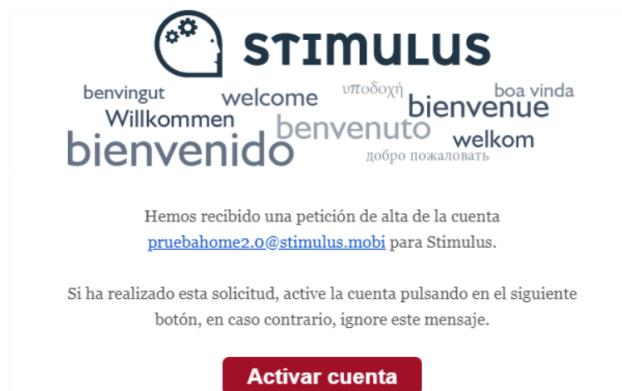 STIMULUS
benvingut welcome υποδοχή boa vinda
Willkommen benvenuto bienvenue
bienvenido добро пожаловать welkom
Hemos recibido una petición de alta de la cuenta
pruebahome2.0@stimulus.mobi para Stimulus.
Si ha realizado esta solicitud, active la cuenta pulsando en el siguiente
botón, en caso contrario, ignore este mensaje.
Activar cuenta